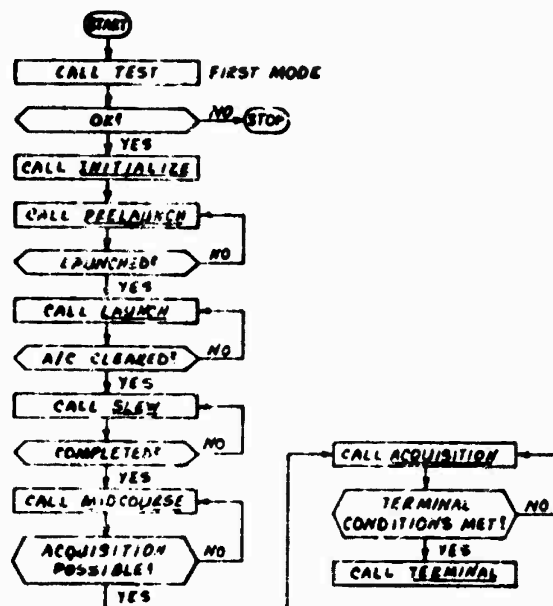 START
CALL TEST FIRST MODE
OK?
NO
STOP
YES
CALL INITIALIZE
CALL PRELAUNCH
LAUNCHED?
NO
YES
CALL LAUNCH
A/C CLEARED?
NO
YES
CALL SLEW
COMPLETED?
NO
YES
CALL MIDCOURSE
ACQUISITION
POSSIBLE?
NO
YES
CALL ACQUISITION
TERMINAL
CONDITIONS MET?
NO
YES
CALL TERMINAL